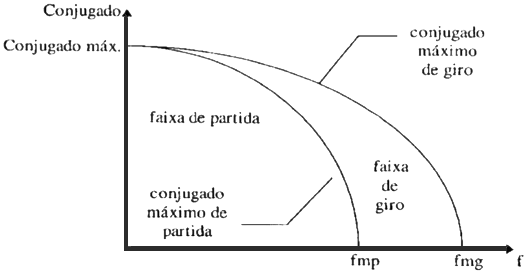 Conjugado
Conjugado máx.
conjugado
máximo
de giro
faixa de partida
faixa
de
giro
conjugado
máximo de
partida
fmp
fmg
f